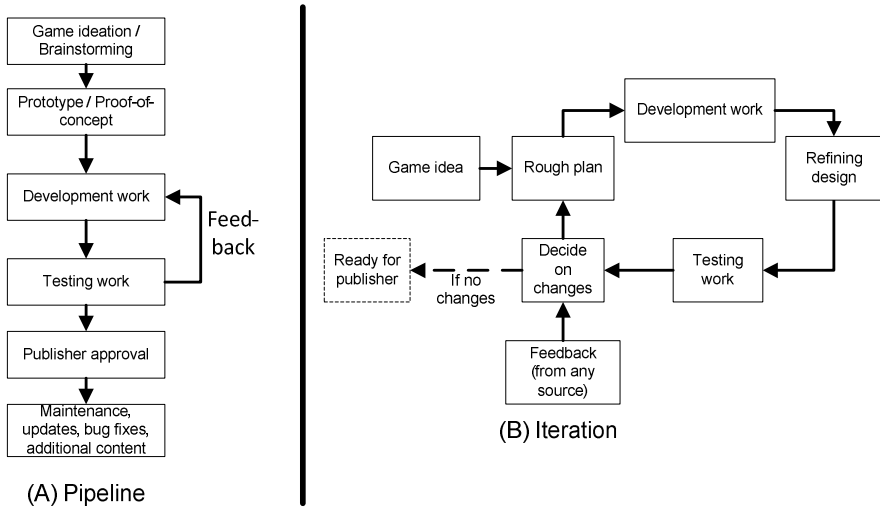 Game ideation /
Brainstorming
Prototype / Proof-of-
concept
Development work
Feed-
back
Testing work
Publisher approval
Maintenance,
updates, bug fixes,
additional content
(A) Pipeline
Development work
Game idea
Rough plan
Refining
design
Ready for
publisher
If no
changes
Decide
on
changes
Testing
work
Feedback
(from any
source)
(B) Iteration